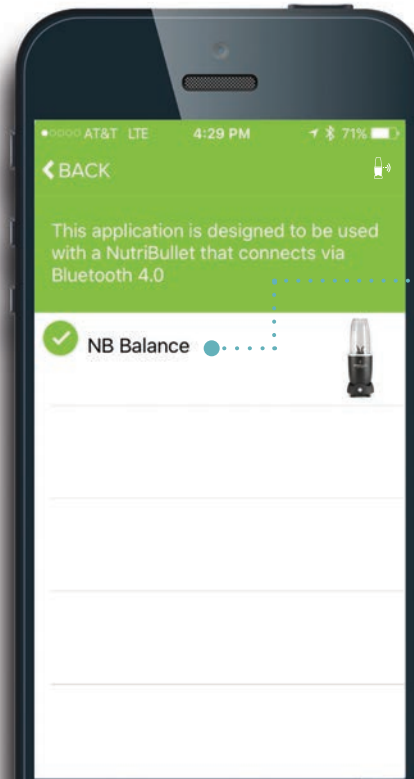 AT&T LTE 4:29 PM 71%
BACK
This application is designed to be used
with a NutriBullet that connects via
Bluetooth 4.0
NB Balance